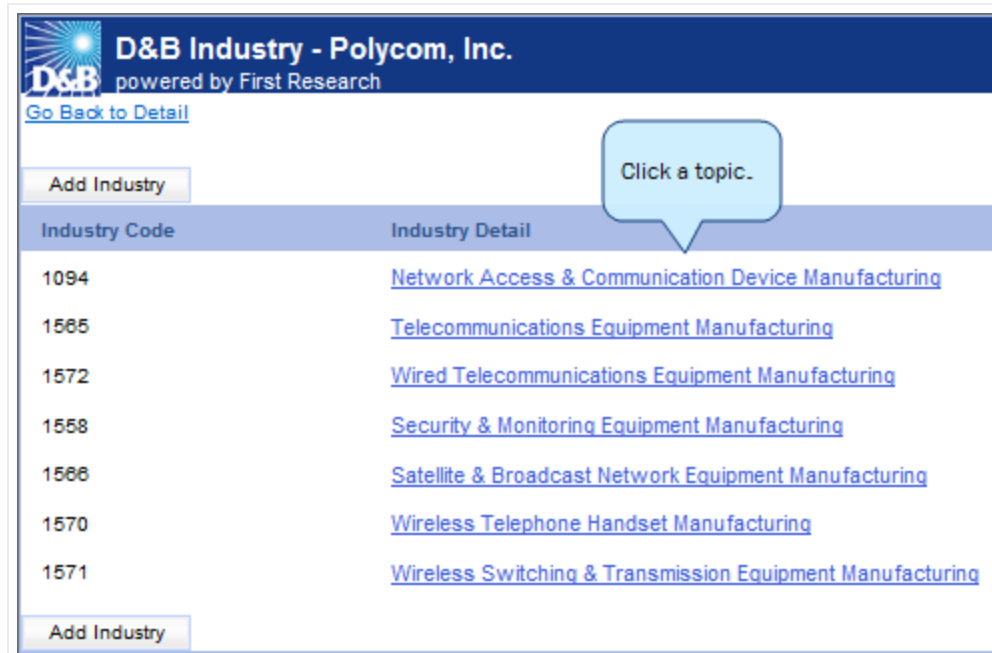 D&B Industry - Polycom, Inc.
D&B powered by First Research
Go Back to Detail
Click a topic.
Add Industry
Industry Code Industry Detail
1094 Network Access & Communication Device Manufacturing
1565 Telecommunications Equipment Manufacturing
1572 Wired Telecommunications Equipment Manufacturing
1558 Security & Monitoring Equipment Manufacturing
1566 Satellite & Broadcast Network Equipment Manufacturing
1570 Wireless Telephone Handset Manufacturing
1571 Wireless Switching & Transmission Equipment Manufacturing
Add Industry